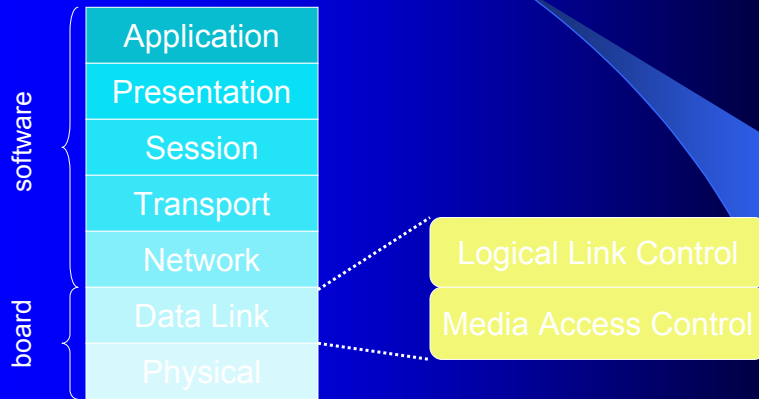 software
Application
Presentation
Session
Transport
Network
board
Data Link
Physical
Logical Link Control
Media Access Control